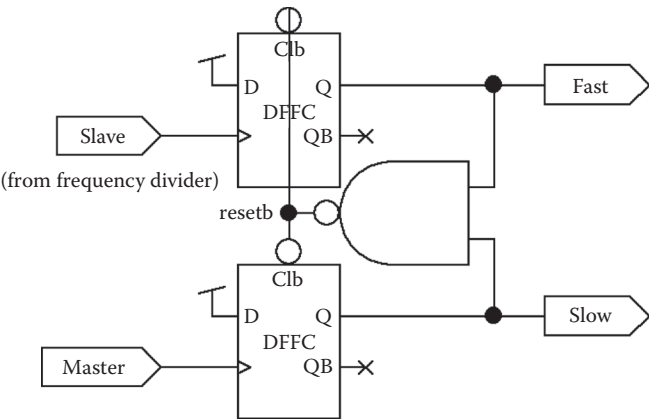 Clb
D
Q
Fast
DFFC
Slave
QB
(from frequency divider)
resetb
Clb
D
Q
Slow
DFFC
Master
QB